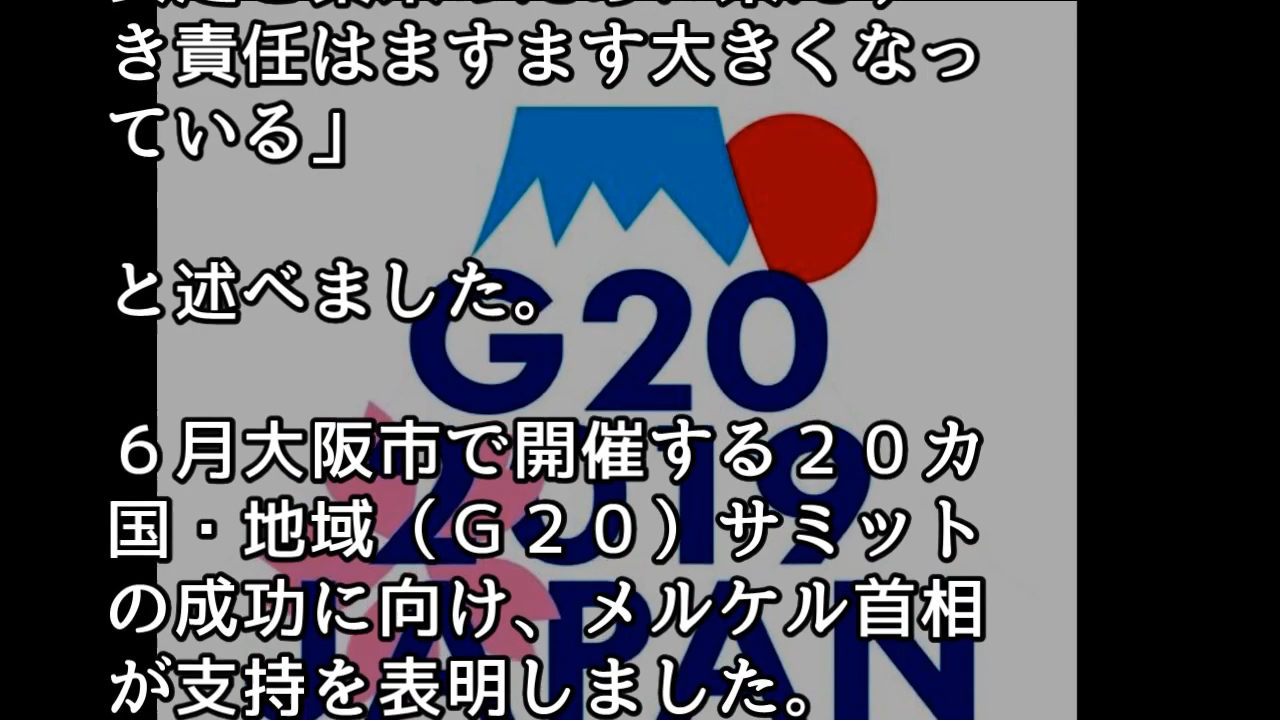 き責任はますます大きくなっ
ている」
と述べました。
６月大阪市で開催する２０カ
国・地域（Ｇ２０）サミット
の成功に向け、メルケル首相
が支持を表明しました。
G20
2019
JAPAN